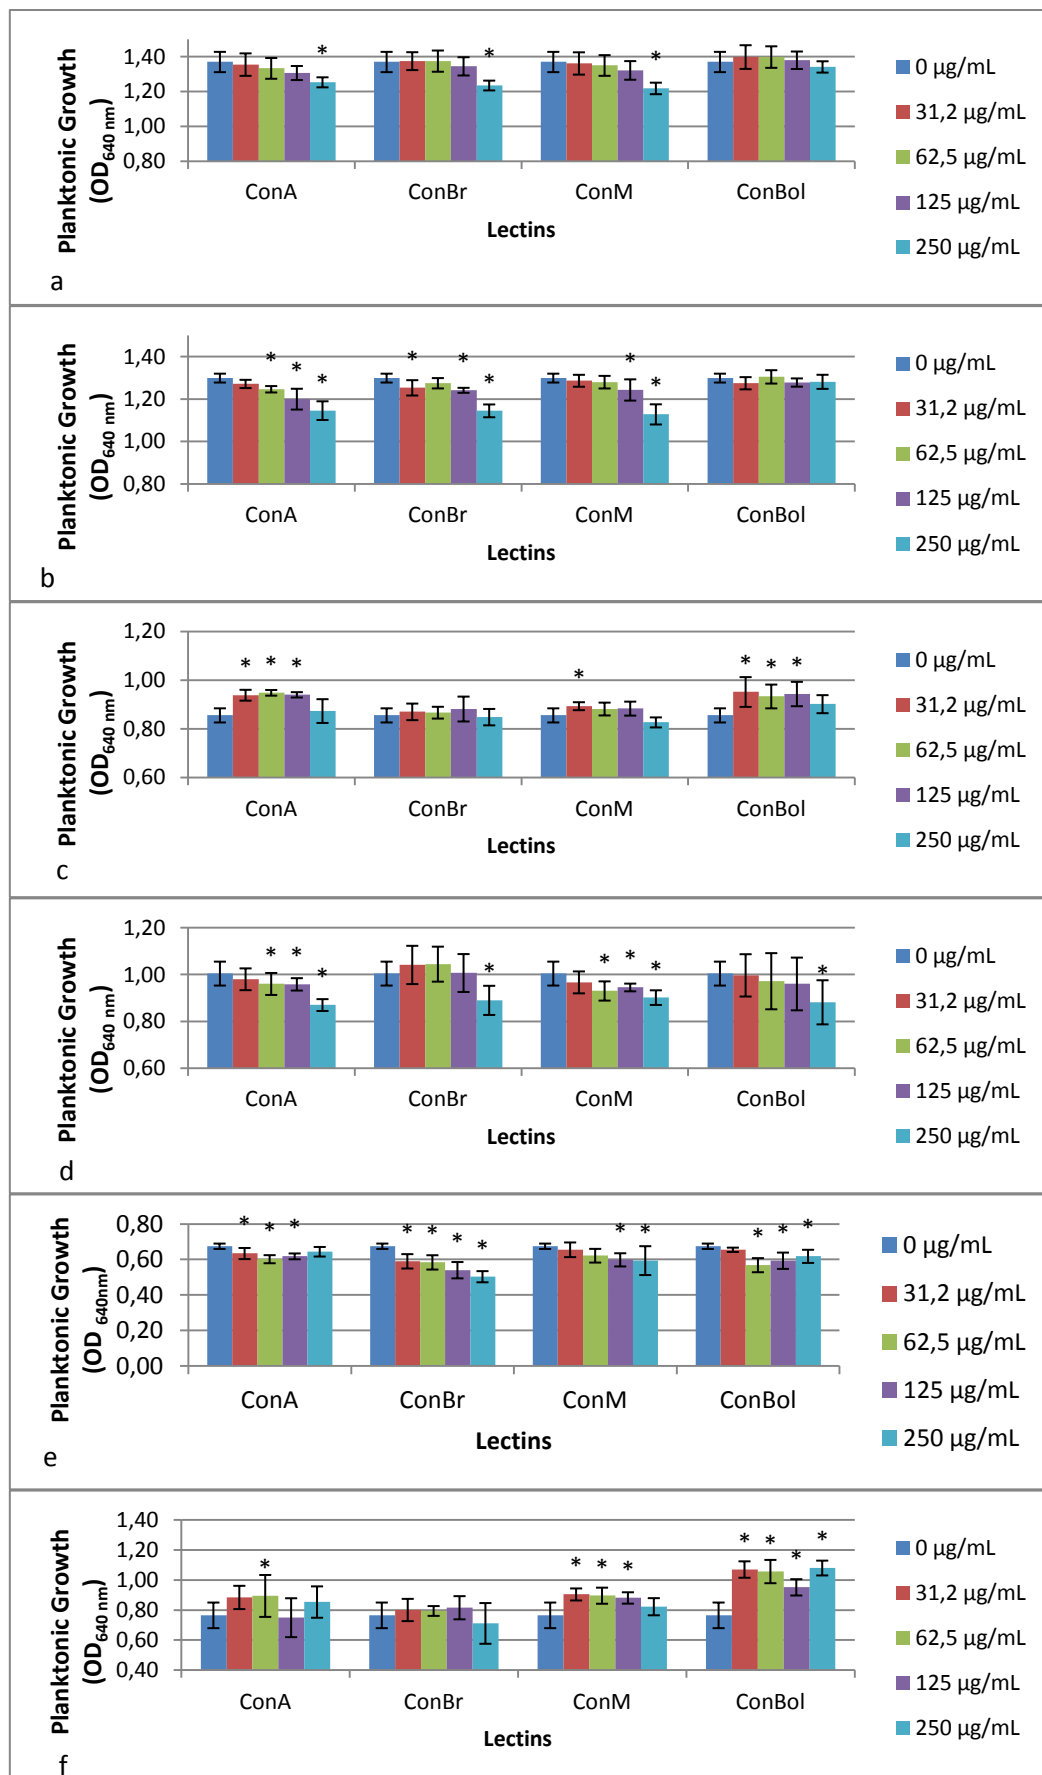 Planktonic Growth
(OD640 nm)
1,40
1,20
1,00
0,80
* * *
ConA ConBr ConM ConBol
Lectins
0 µg/mL
31,2 µg/mL
62,5 µg/mL
125 µg/mL
250 µg/mL
a
Planktonic Growth
(OD640 nm)
1,40
1,20
1,00
0,80
* * * * * * * *
ConA ConBr ConM ConBol
Lectins
0 µg/mL
31,2 µg/mL
62,5 µg/mL
125 µg/mL
250 µg/mL
b
Planktonic Growth
(OD640 nm)
1,20
1,00
0,80
0,60
* * * * * * *
ConA ConBr ConM ConBol
Lectins
0 µg/mL
31,2 µg/mL
62,5 µg/mL
125 µg/mL
250 µg/mL
c
Planktonic Growth
(OD640 nm)
1,20
1,00
0,80
0,60
* * * * * * * *
ConA ConBr ConM ConBol
Lectins
0 µg/mL
31,2 µg/mL
62,5 µg/mL
125 µg/mL
250 µg/mL
d
Planktonic Growth
(OD 640nm)
0,80
0,60
0,40
0,20
0,00
* * * * * * * * * * * *
ConA ConBr ConM ConBol
Lectins
0 µg/mL
31,2 µg/mL
62,5 µg/mL
125 µg/mL
250 µg/mL
e
Planktonic Growth
(OD640 nm)
1,40
1,20
1,00
0,80
0,60
0,40
* * * * * * * *
ConA ConBr ConM ConBol
Lectins
0 µg/mL
31,2 µg/mL
62,5 µg/mL
125 µg/mL
250 µg/mL
f